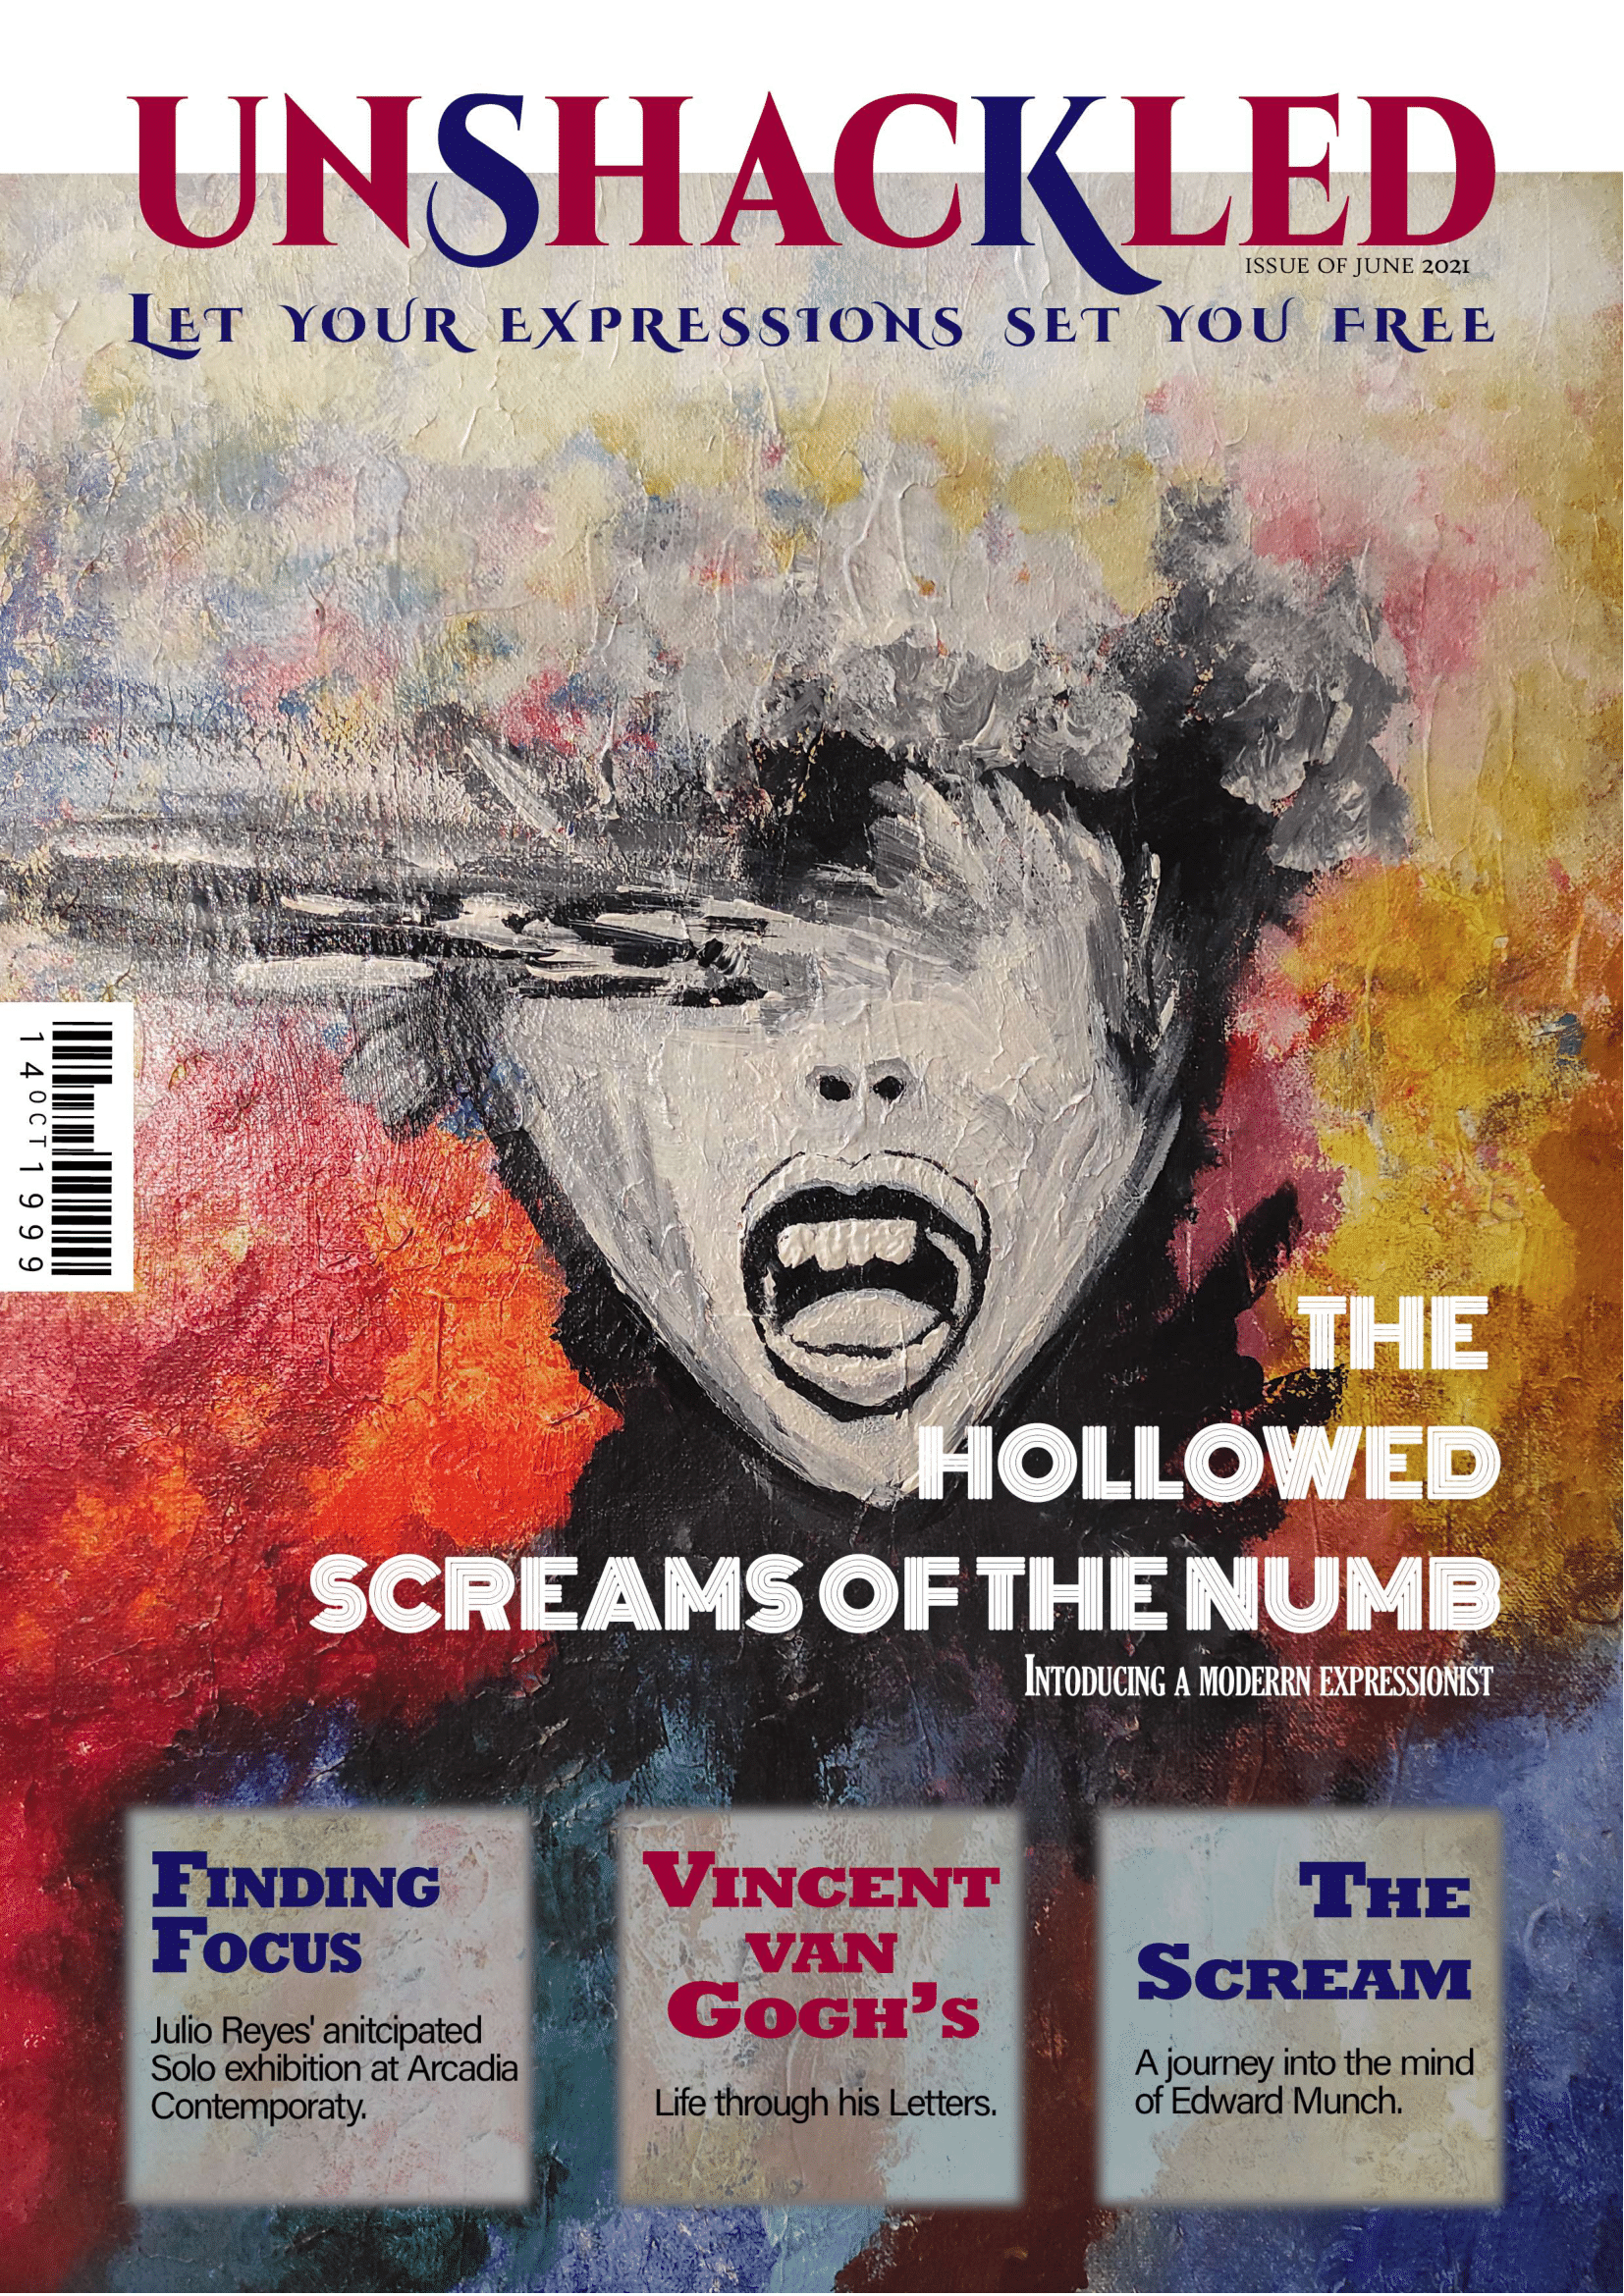 UNSHACKLED
ISSUE OF JUNE 2021
LET YOUR EXPRESSIONS SET YOU FREE
14OCT1999
THE
HOLLOWED
SCREAMS OF THE NUMB
INTODUCING A MODERRN EXPRESSIONIST
FINDING
FOCUS
Julio Reyes' anitcipated
Solo exhibition at Arcadia
Contemporaty.
VINCENT
VAN
GOGH'S
Life through his Letters.
THE
SCREAM
A journey into the mind
of Edward Munch.